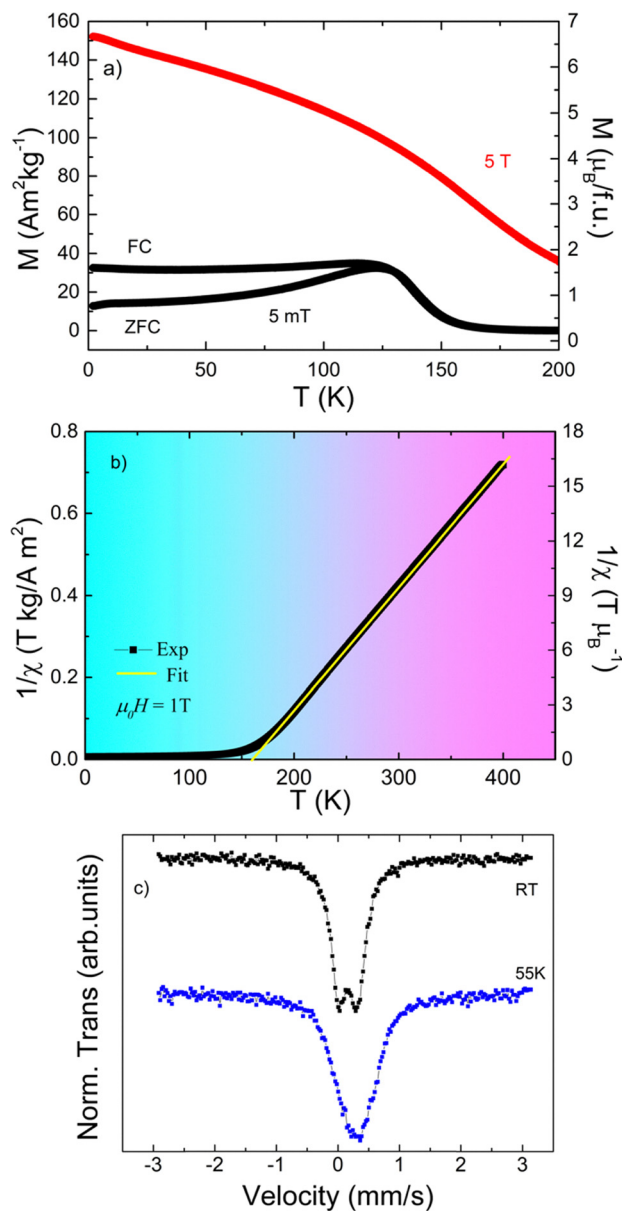 a)
M (Am²kg⁻¹)
160
140
120
100
80
60
40
20
0
7
6
5
4
3
2
1
0
M (μ_B/f.u.)
5 T
FC
ZFC
5 mT
0
50
100
150
200
T (K)
b)
1/χ (T kg/A m²)
0.8
0.6
0.4
0.2
0.0
18
15
12
9
6
3
0
1/χ (T μ_B⁻¹)
Exp
Fit
μ₀H = 1T
0
100
200
300
400
T (K)
c)
Norm. Trans (arb.units)
RT
55K
-3
-2
-1
0
1
2
3
Velocity (mm/s)